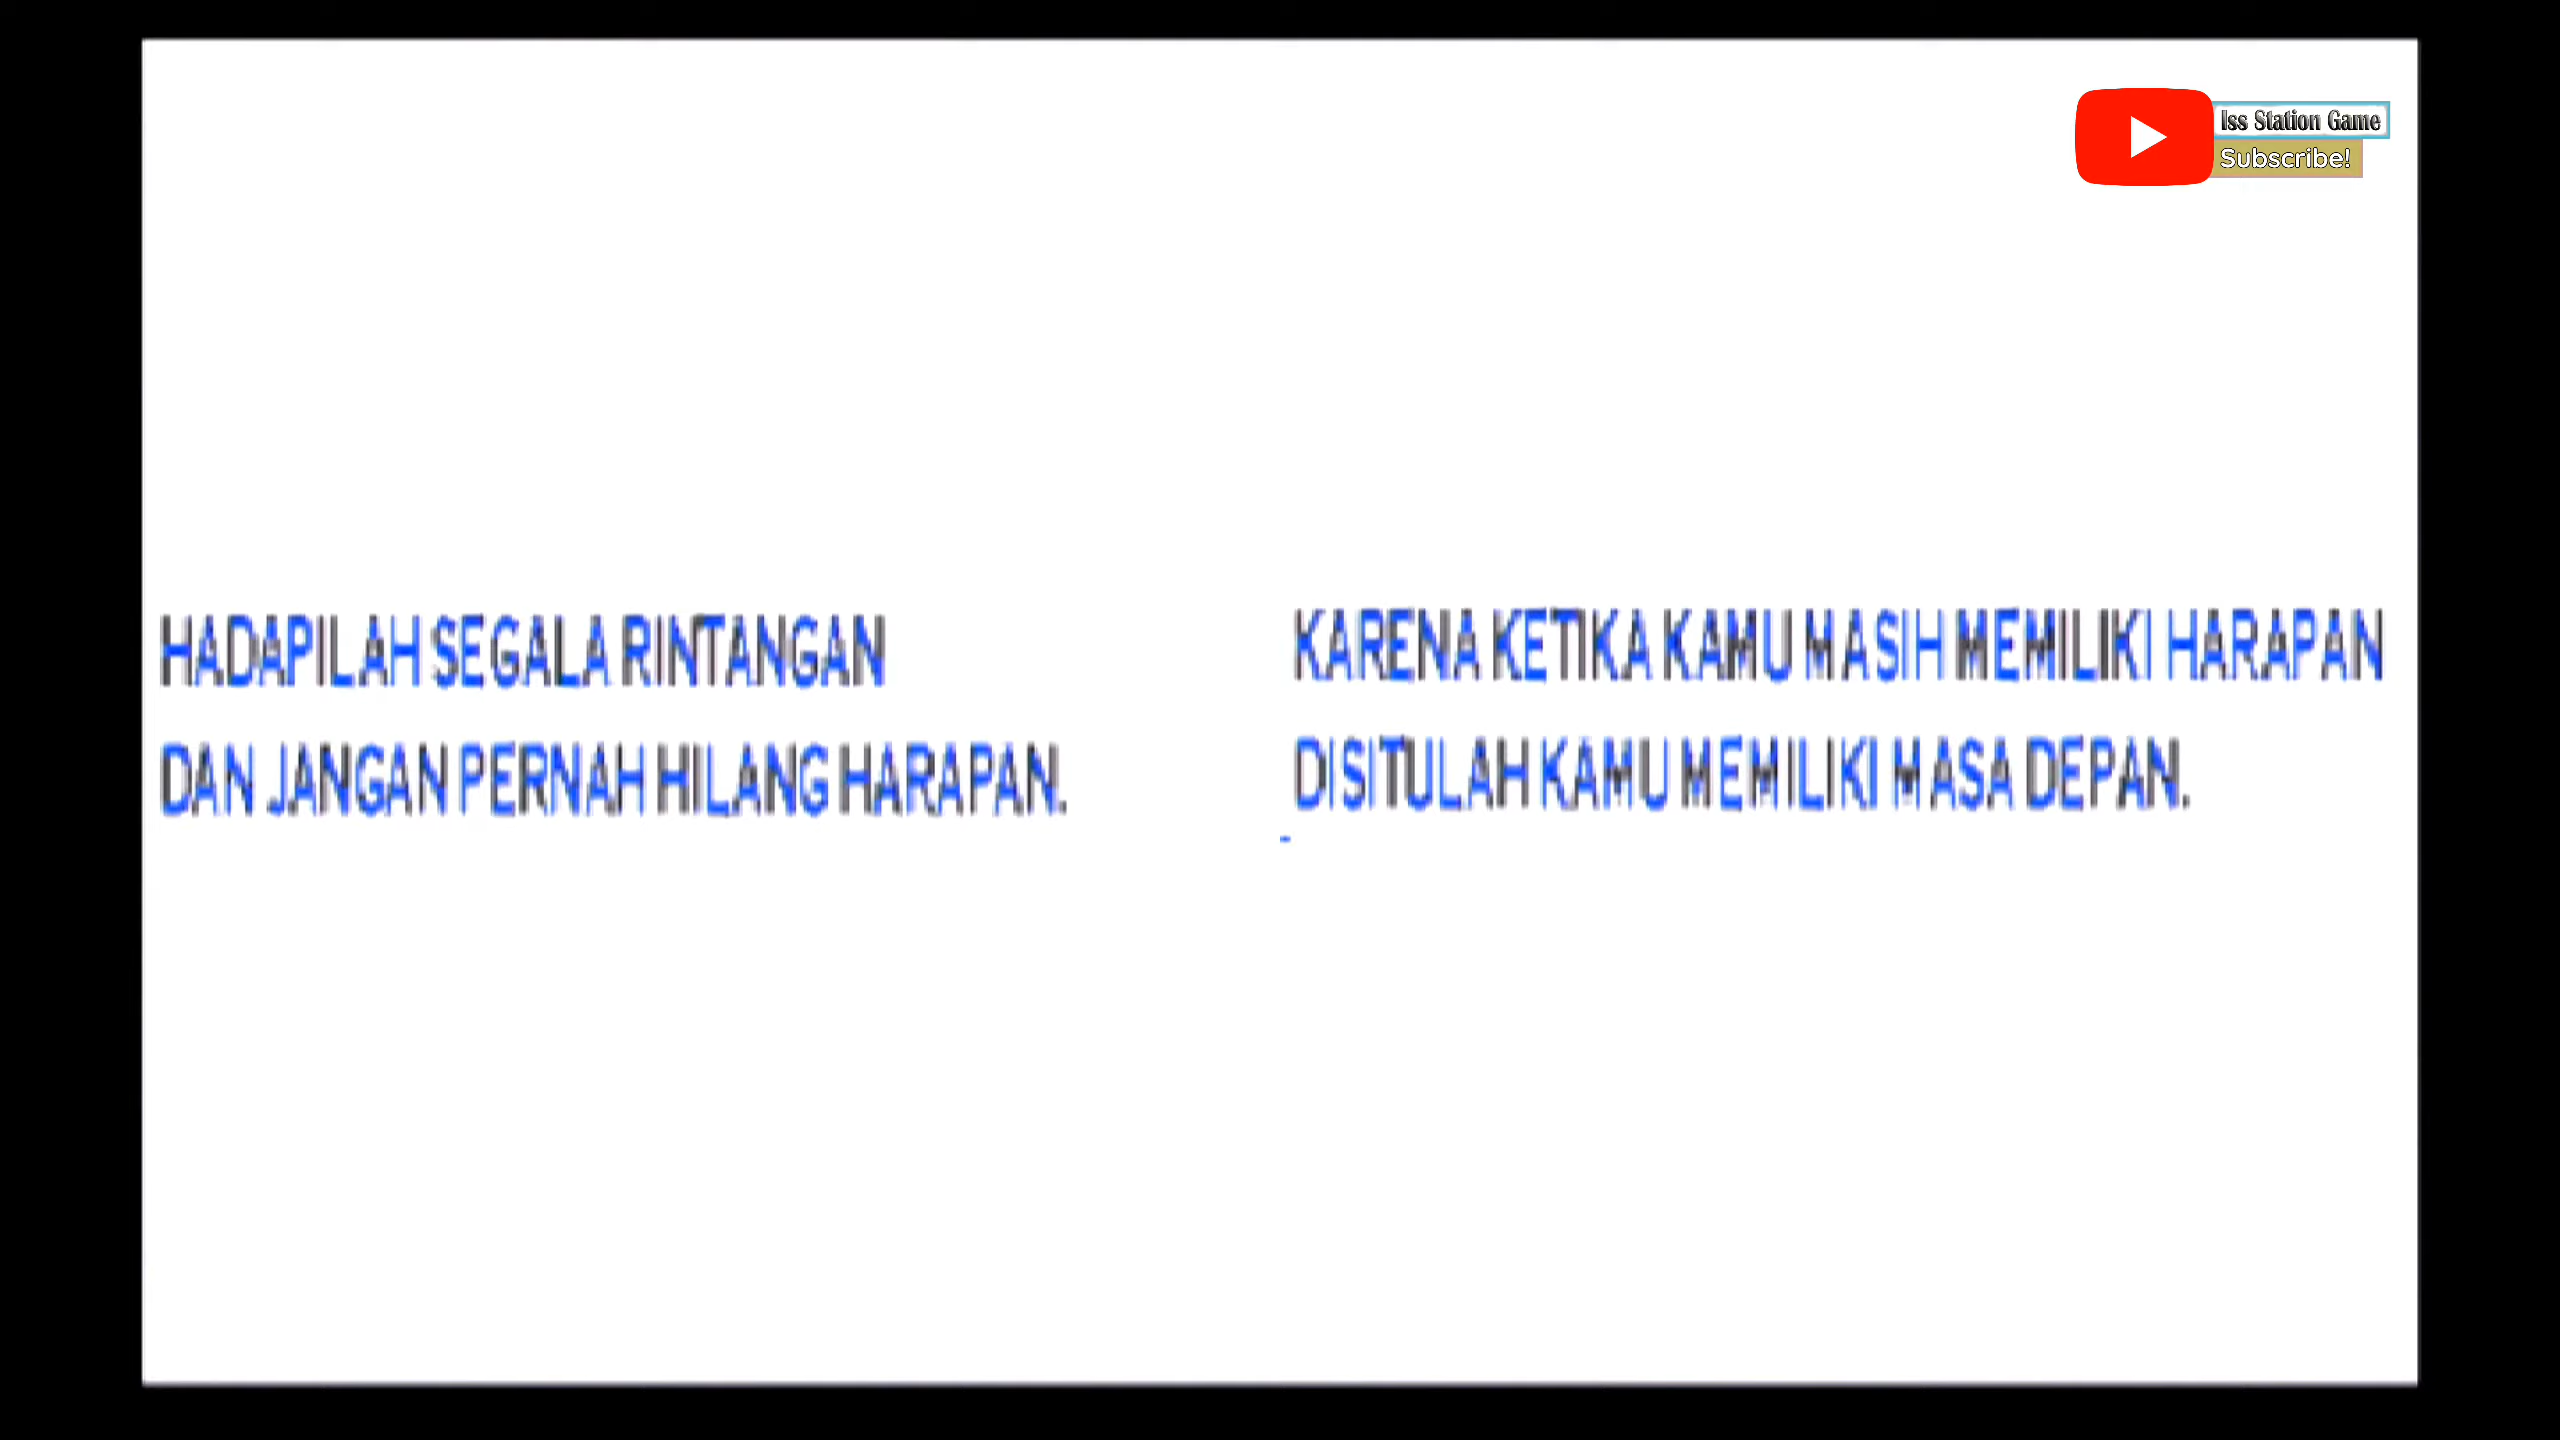 Iss Station Game
Subscribe!
HADAPILAH SEGALA RINTANGAN
DAN JANGAN PERNAH HILANG HARAPAN.
KARENA KETIKA KAMU MASIH MEMILIKI HARAPAN
DISITULAH KAMU MEMILIKI MASA DEPAN.